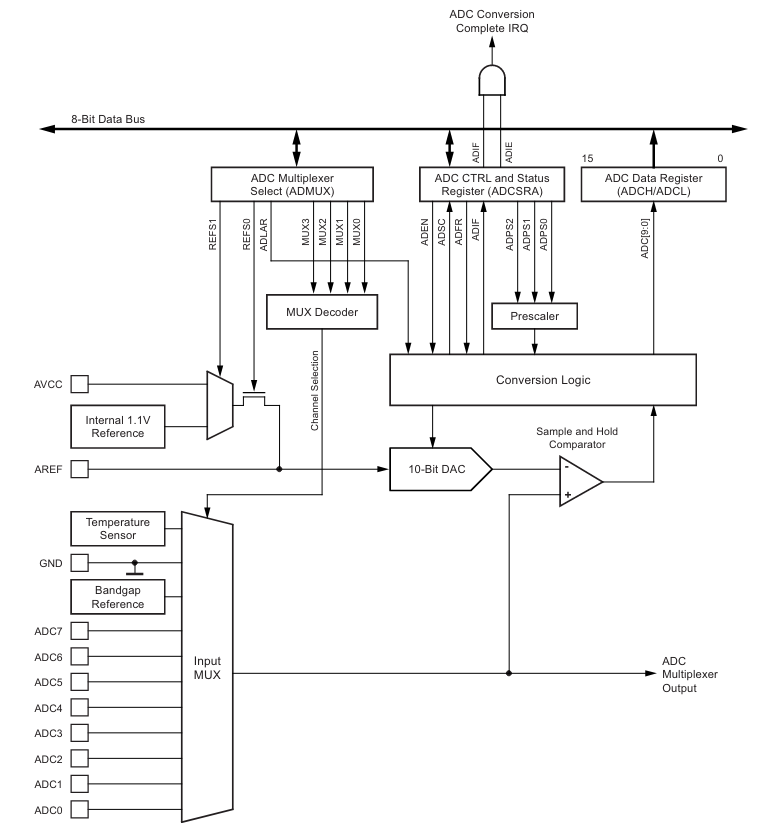 ADC Conversion
Complete IRQ
8-Bit Data Bus
ADIF
ADIE
15
0
ADC Multiplexer
Select (ADMUX)
ADC CTRL and Status
Register (ADCSRA)
ADC Data Register
(ADCH/ADCL)
REFS1
REFS0
ADLAR
MUX3
MUX2
MUX1
MUX0
ADEN
ADSC
ADFR
ADIF
ADPS2
ADPS1
ADPS0
ADC[9:0]
MUX Decoder
Prescaler
Channel Selection
Conversion Logic
AVCC
Internal 1.1V
Reference
AREF
Sample and Hold
Comparator
10-Bit DAC
-
+
Temperature
Sensor
GND
Bandgap
Reference
ADC7
ADC6
ADC5
ADC4
ADC3
ADC2
ADC1
ADC0
Input
MUX
ADC
Multiplexer
Output